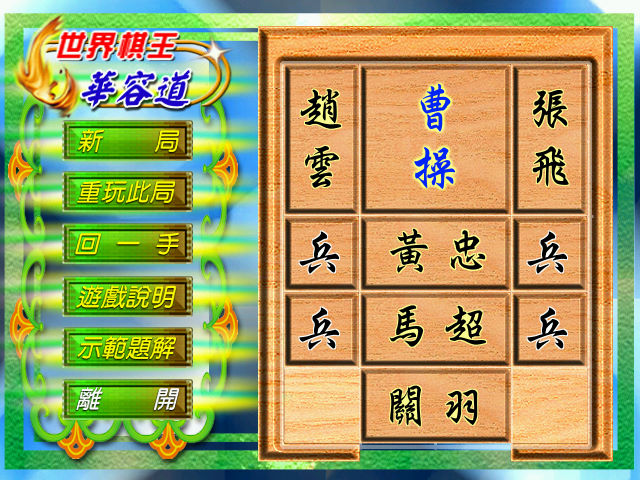 世界棋王
華容道
新局
重玩此局
回一手
遊戲說明
示範題解
離開
趙雲
曹操
張飛
兵
黃忠
兵
兵
馬超
兵
關羽